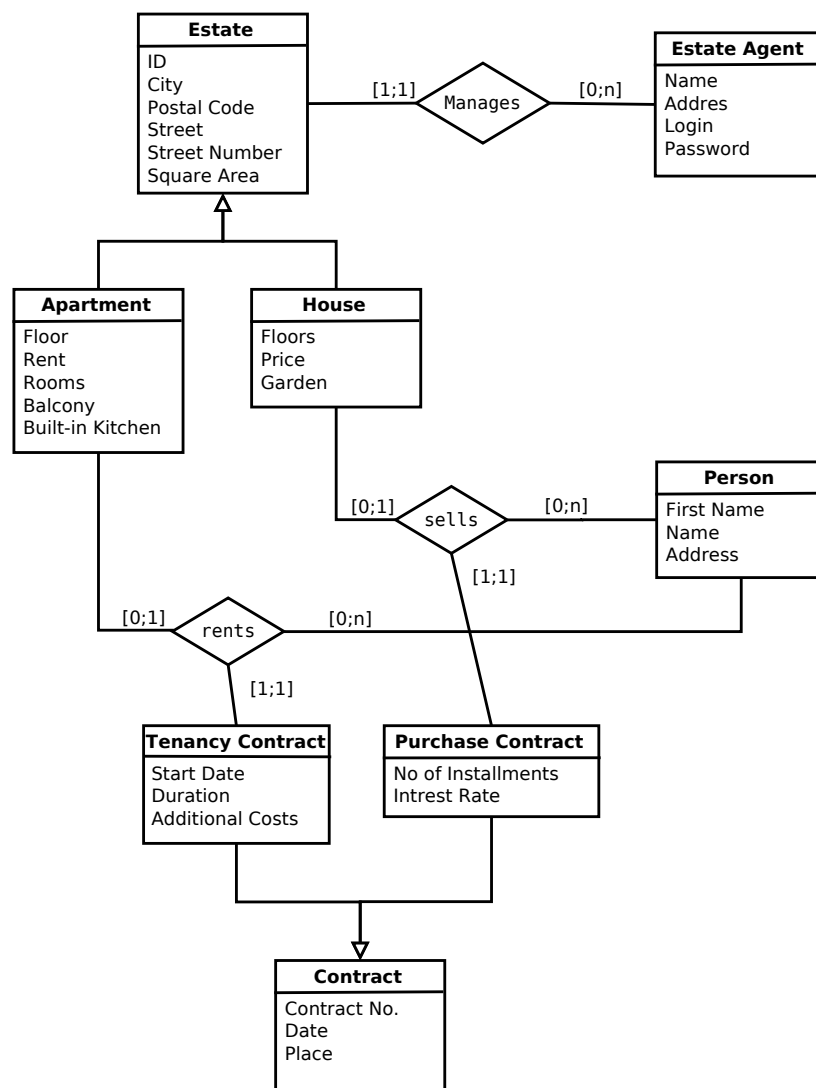 Estate
ID
City
Postal Code
Street
Street Number
Square Area
[1;1]
Manages
[0;n]
Estate Agent
Name
Addres
Login
Password
Apartment
Floor
Rent
Rooms
Balcony
Built-in Kitchen
House
Floors
Price
Garden
[0;1]
sells
[0;n]
[1;1]
Person
First Name
Name
Address
[0;1]
rents
[0;n]
[1;1]
Tenancy Contract
Start Date
Duration
Additional Costs
Purchase Contract
No of Installments
Intrest Rate
Contract
Contract No.
Date
Place